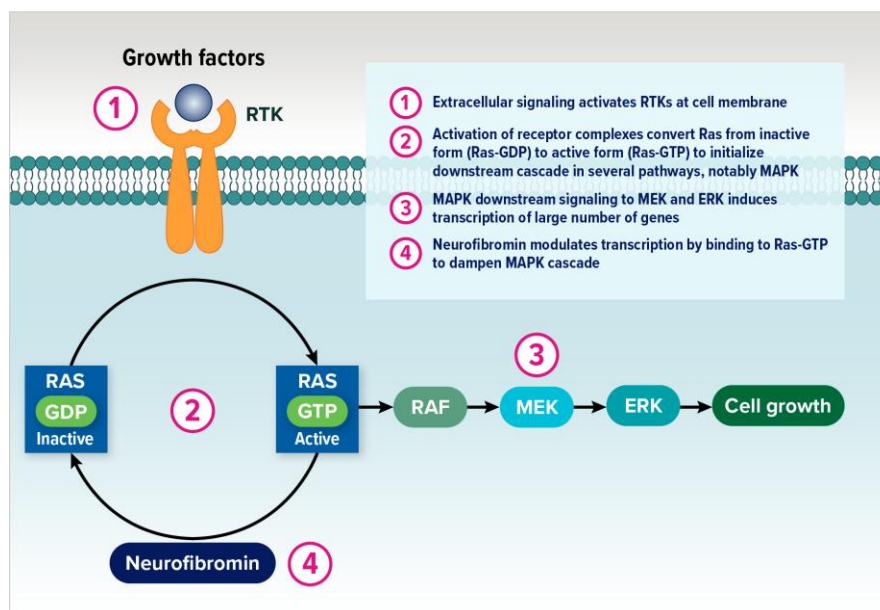 Growth factors
1
RTK
1 Extracellular signaling activates RTKs at cell membrane
2 Activation of receptor complexes convert Ras from inactive
form (Ras-GDP) to active form (Ras-GTP) to initialize
downstream cascade in several pathways, notably MAPK
3 MAPK downstream signaling to MEK and ERK induces
transcription of large number of genes
4 Neurofibromin modulates transcription by binding to Ras-GTP
to dampen MAPK cascade
RAS
GDP
Inactive
2
RAS
GTP
Active
RAF
3
MEK
ERK
Cell growth
Neurofibromin
4